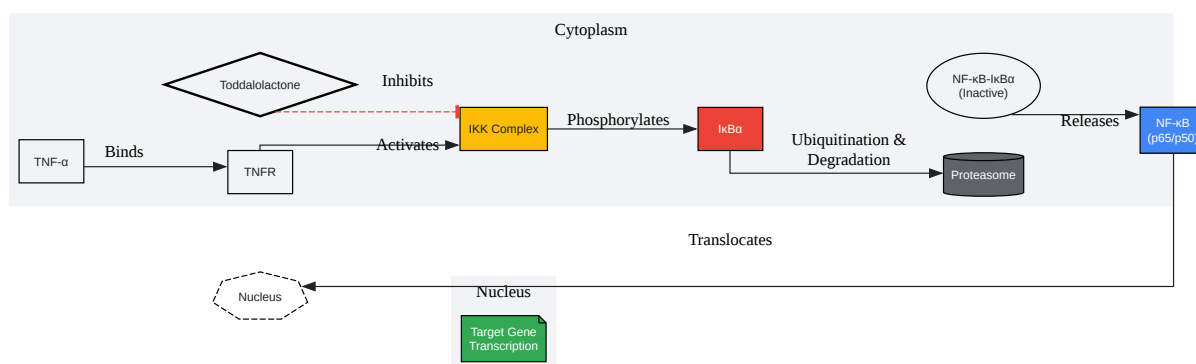 Cytoplasm
Toddalolactone
Inhibits
NF-κB-IκBα
(Inactive)
IKK Complex
Phosphorylates
IκBα
Releases
NF-κB
(p65/p50)
TNF-α
Binds
TNFR
Activates
Ubiquitination &
Degradation
Proteasome
Translocates
Nucleus
Nucleus
Target Gene
Transcription